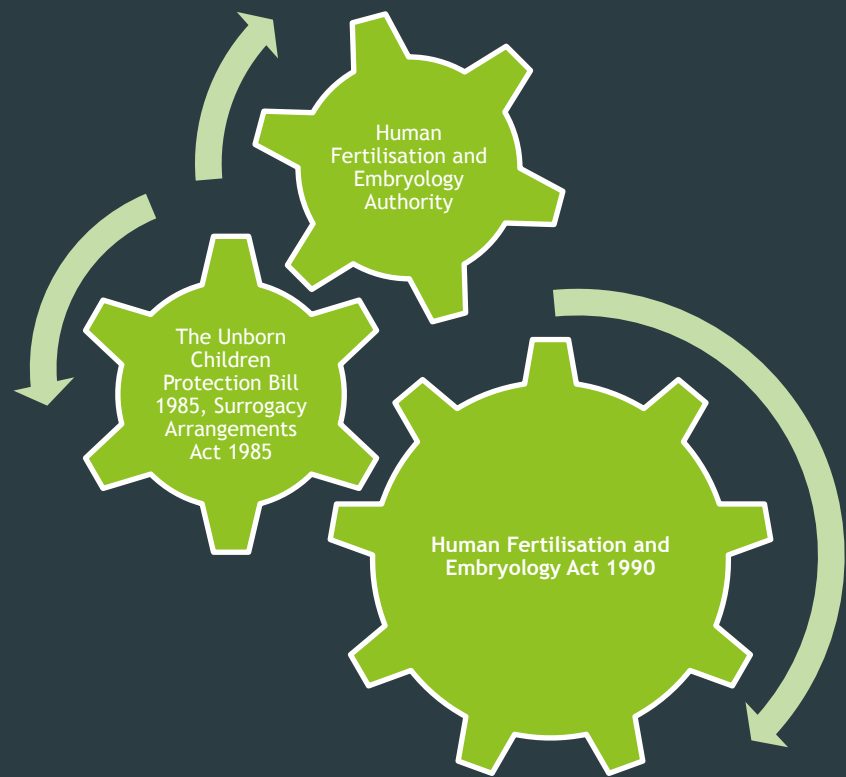 Human
Fertilisation and
Embryology
Authority
The Unborn
Children
Protection Bill
1985, Surrogacy
Arrangements
Act 1985
Human Fertilisation and
Embryology Act 1990